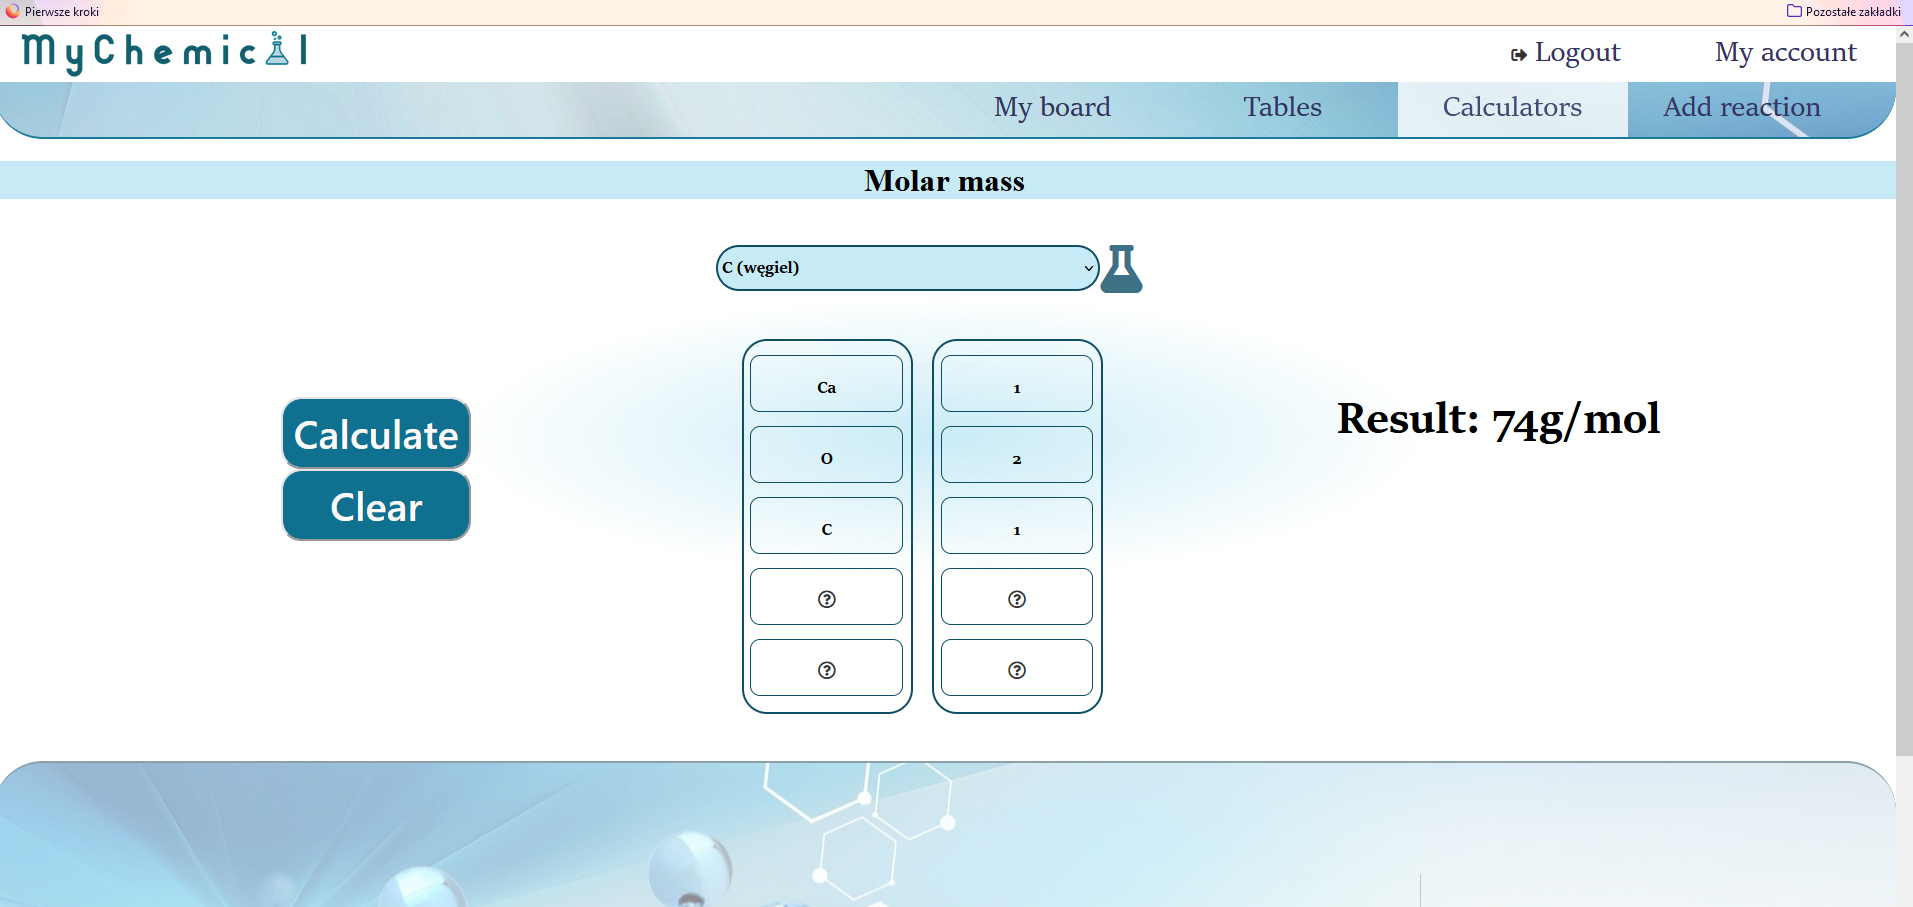 Pierwsze kroki
Pozostałe zakładki
MyChemical
Logout
My account
My board
Tables
Calculators
Add reaction
Molar mass
C (węgiel)
Ca
1
Calculate
Result: 74g/mol
O
2
Clear
C
1
?
?
?
?